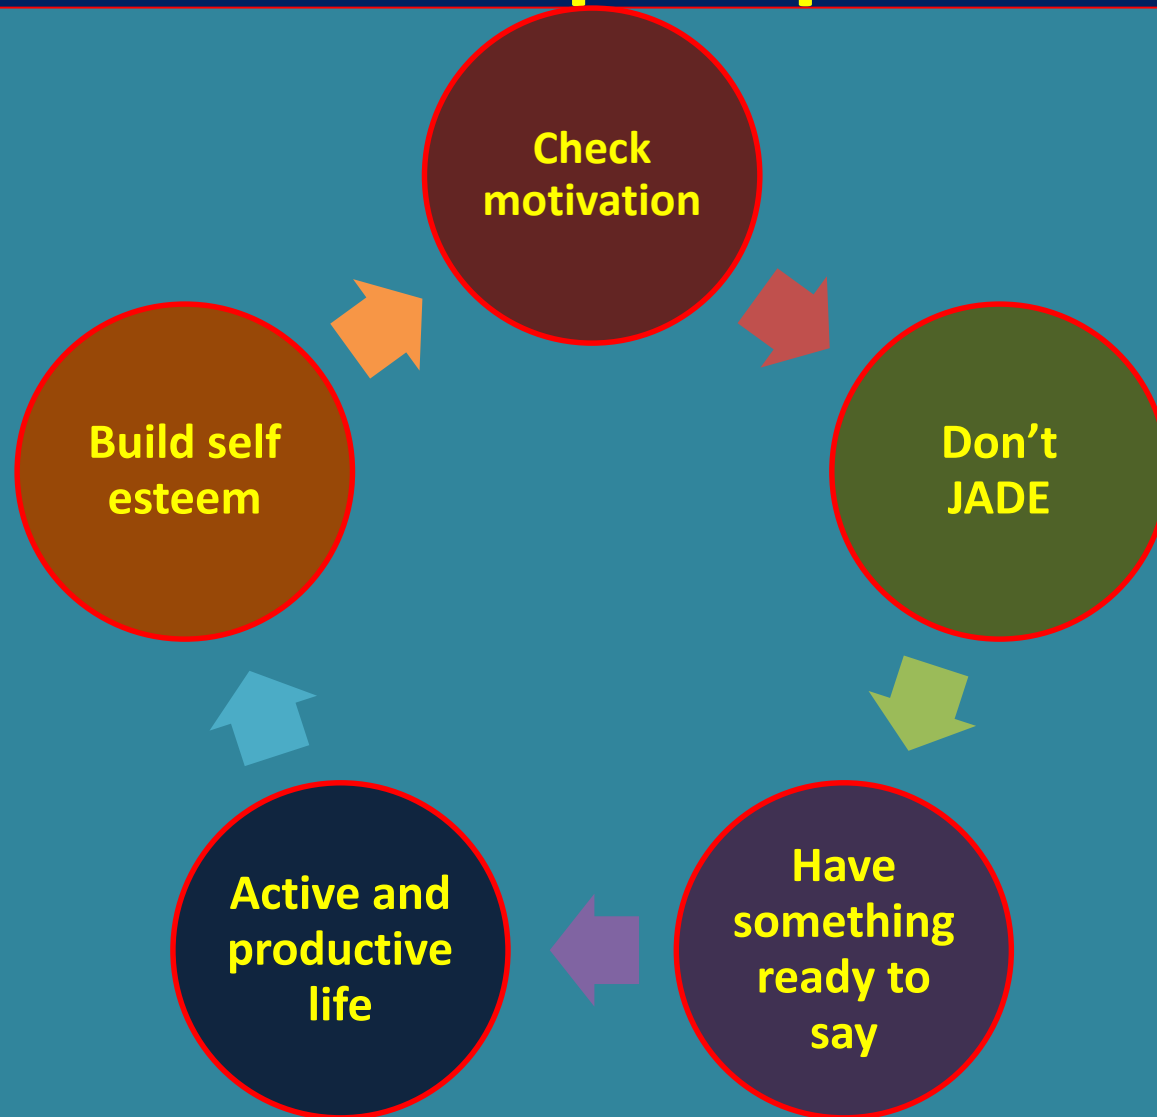 Check
motivation
Don’t
JADE
Have
something
ready to
say
Active and
productive
life
Build self
esteem